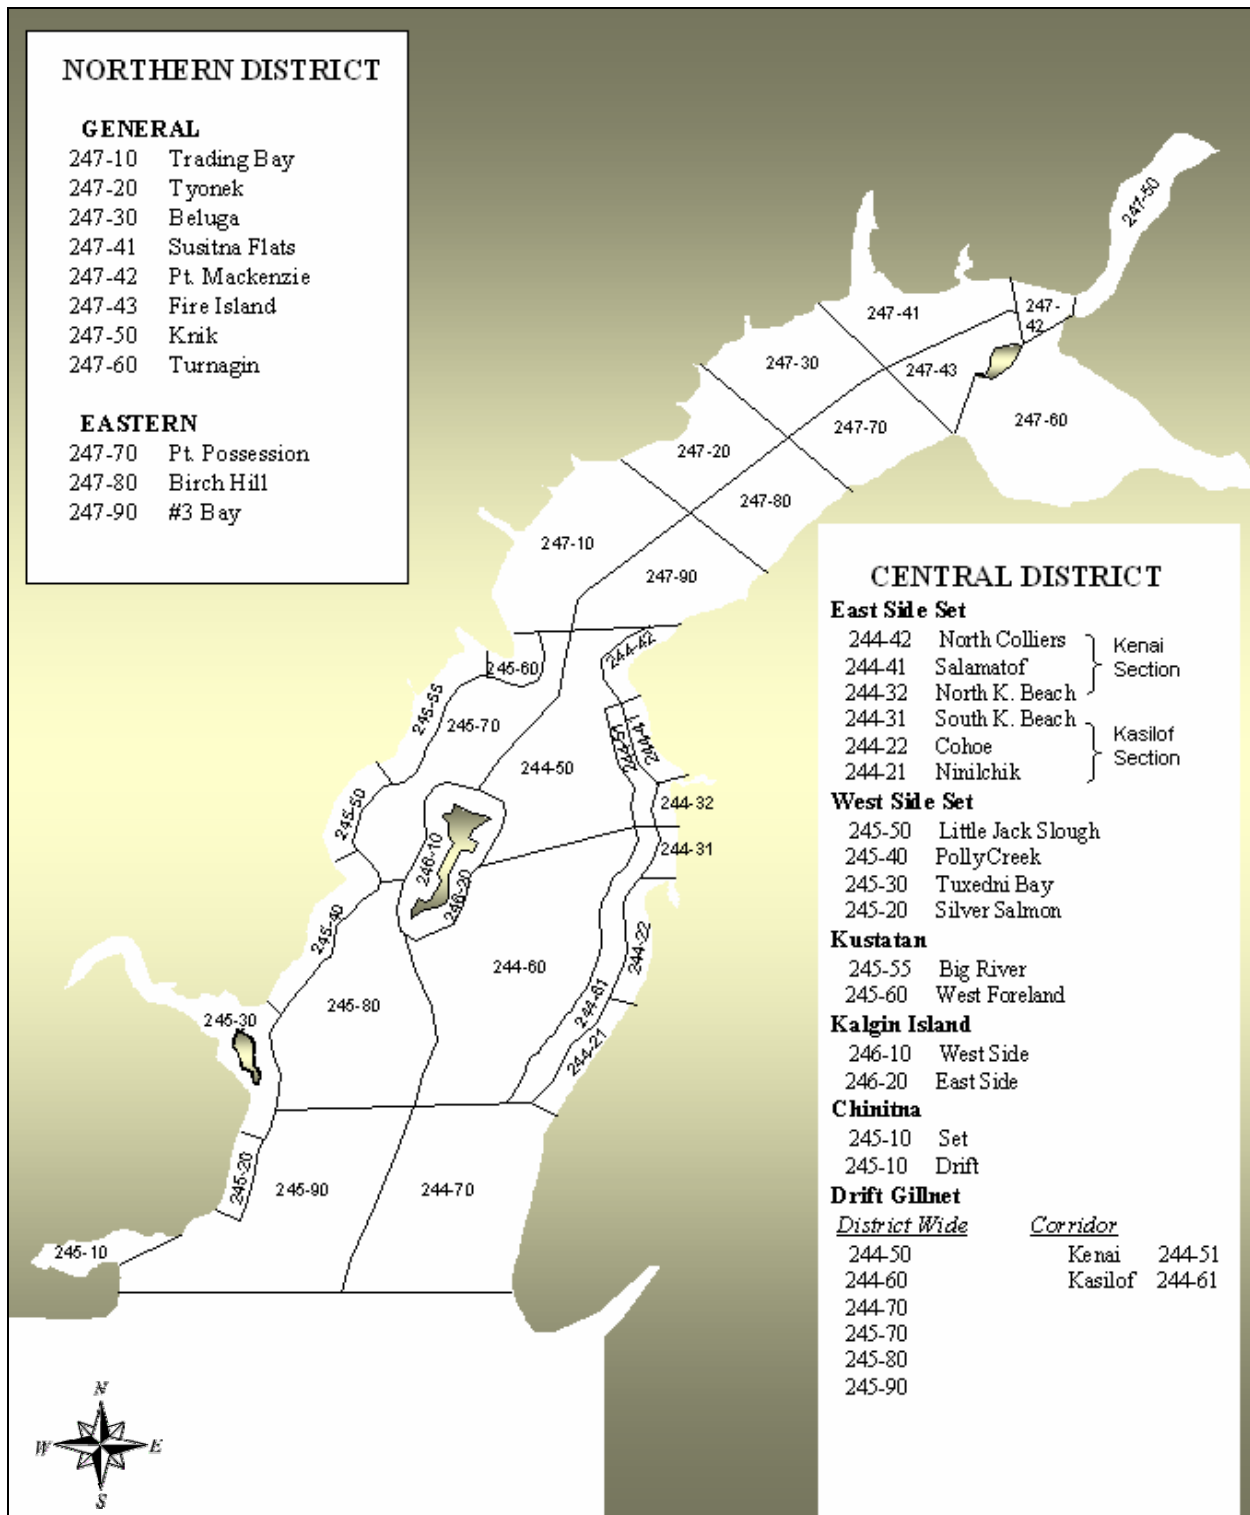 NORTHERN DISTRICT
GENERAL
247-10 Trading Bay
247-20 Tyonek
247-30 Beluga
247-41 Susitna Flats
247-42 Pt. Mackenzie
247-43 Fire Island
247-50 Knik
247-60 Turnagin
EASTERN
247-70 Pt. Possession
247-80 Birch Hill
247-90 #3 Bay
247-50
247-41
247-
42
247-30
247-43
247-60
247-70
247-20
247-80
247-10
247-90
244-42
245-60
245-55
245-70
244-41
244-51
244-50
245-50
244-32
246-10
244-31
246-20
245-40
244-22
244-60
245-80
244-61
245-30
244-21
245-20
245-90
244-70
245-10
CENTRAL DISTRICT
East Side Set
244-42 North Colliers
244-41 Salamatof
244-32 North K. Beach
Kenai
Section
244-31 South K. Beach
244-22 Cohoe
244-21 Ninilchik
Kasilof
Section
West Side Set
245-50 Little Jack Slough
245-40 Polly Creek
245-30 Tuxedni Bay
245-20 Silver Salmon
Kustatan
245-55 Big River
245-60 West Foreland
Kalgin Island
246-10 West Side
246-20 East Side
Chinitna
245-10 Set
245-10 Drift
Drift Gillnet
District Wide Corridor
244-50 Kenai 244-51
244-60 Kasilof 244-61
244-70
245-70
245-80
245-90
N
W E
S